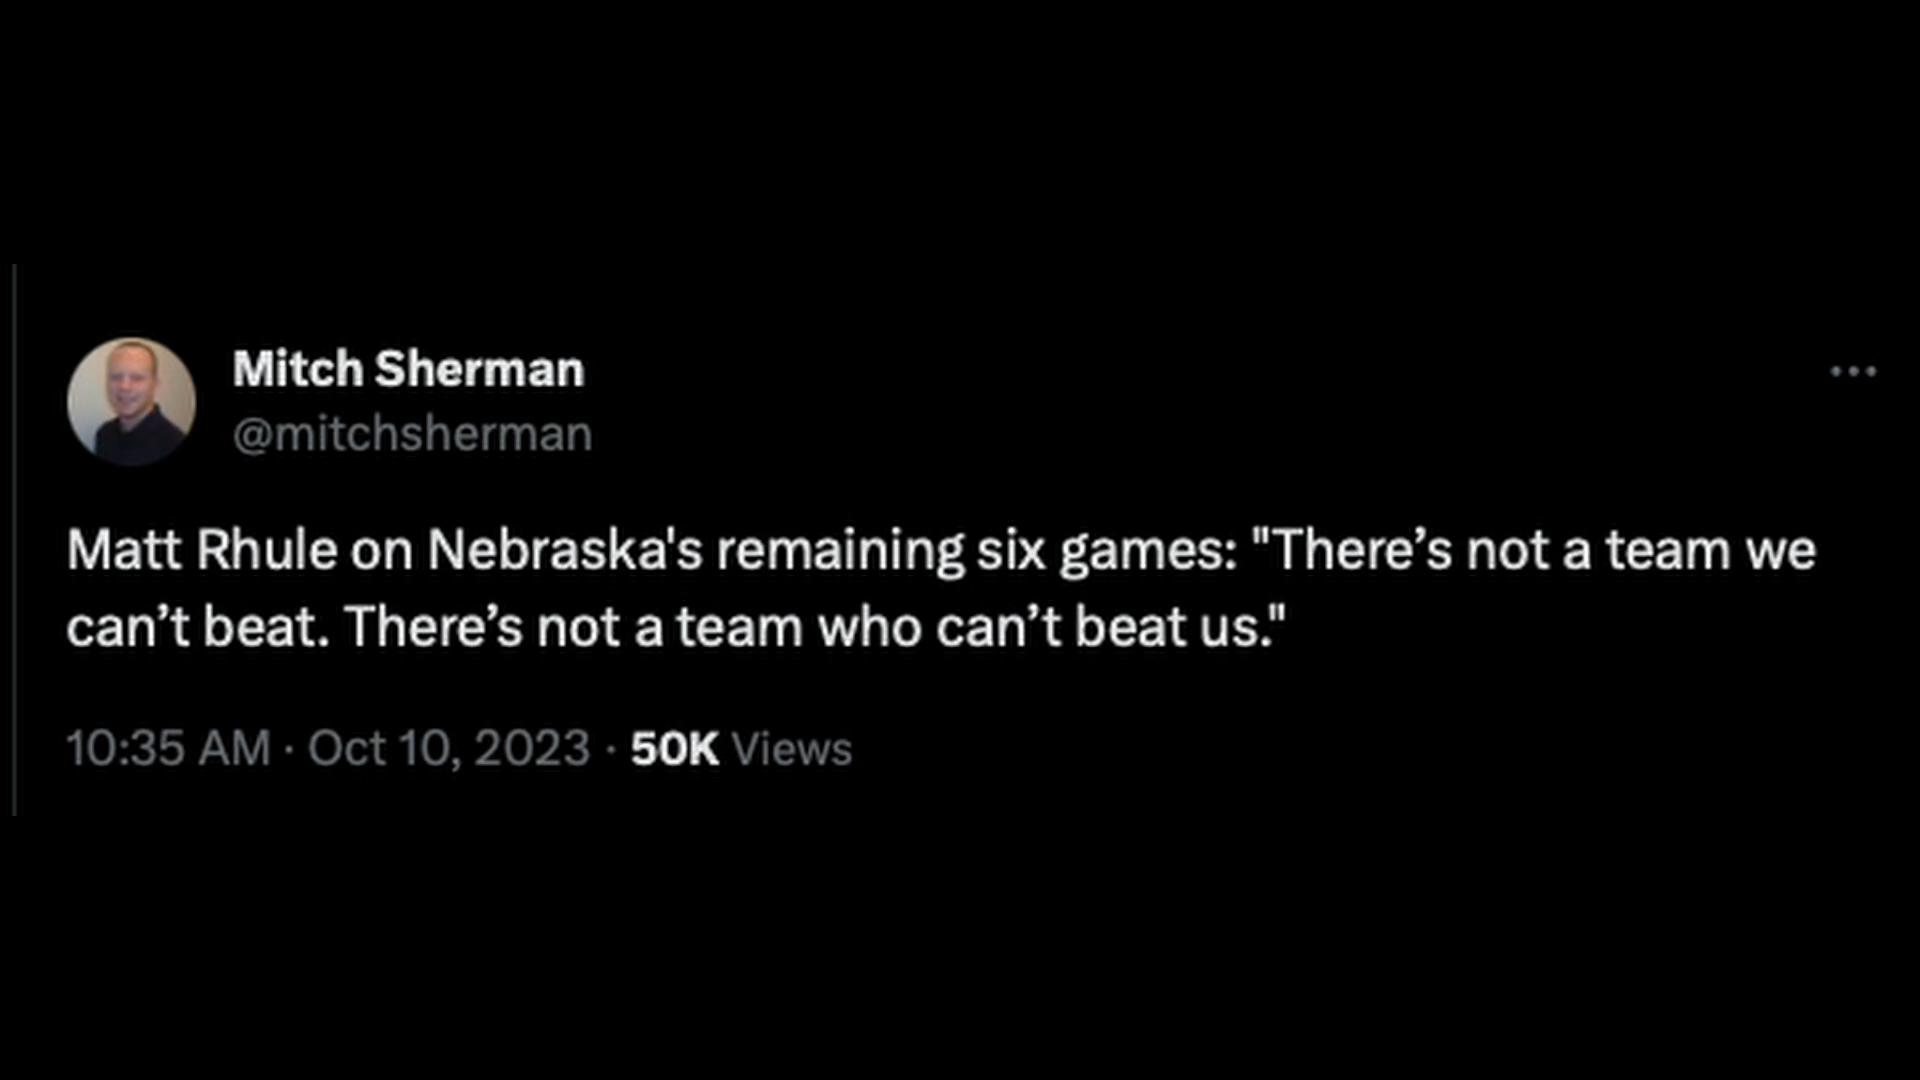 Mitch Sherman
@mitchsherman
Matt Rhule on Nebraska's remaining six games: "There’s not a team we
can’t beat. There’s not a team who can’t beat us."
10:35 AM · Oct 10, 2023 · 50K Views